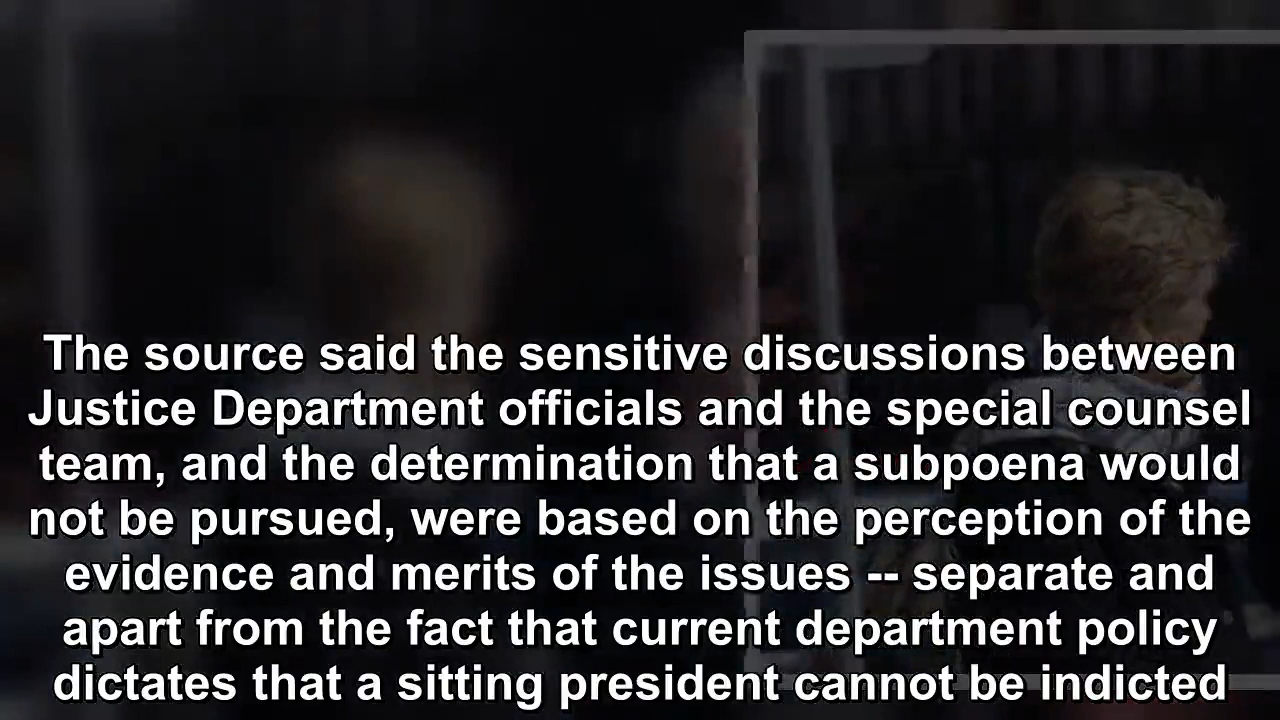 The source said the sensitive discussions between
Justice Department officials and the special counsel
team, and the determination that a subpoena would
not be pursued, were based on the perception of the
evidence and merits of the issues -- separate and
apart from the fact that current department policy
dictates that a sitting president cannot be indicted